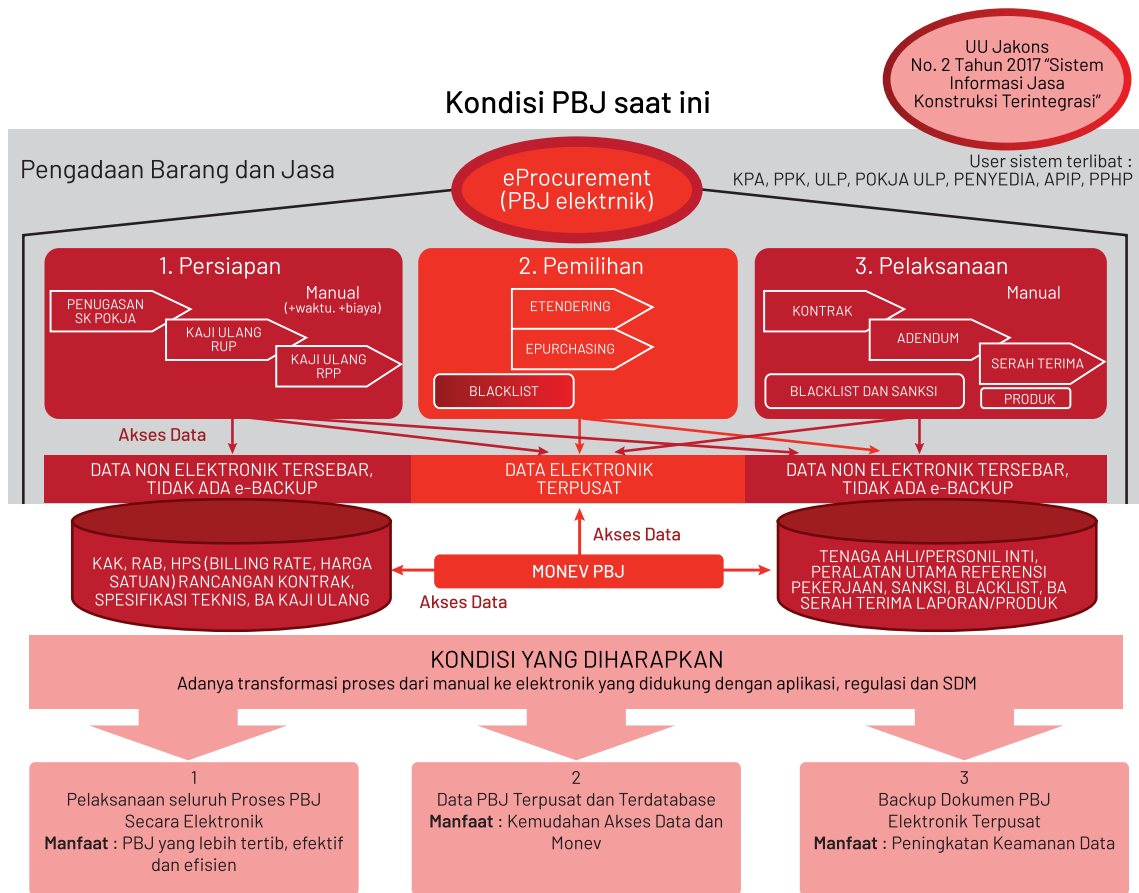 UU Jakons
No. 2 Tahun 2017 “Sistem
Informasi Jasa
Konstruksi Terintegrasi”
Kondisi PBJ saat ini
Pengadaan Barang dan Jasa
eProcurement
(PBJ elektrnik)
User sistem terlibat :
KPA, PPK, ULP, POKJA ULP, PENYEDIA, APIP, PPHP
1. Persiapan
Manual
(+waktu. +biaya)
PENUGASAN
SK POKJA
KAJI ULANG
RUP
KAJI ULANG
RPP
2. Pemilihan
ETENDERING
EPURCHASING
BLACKLIST
3. Pelaksanaan
Manual
KONTRAK
ADENDUM
SERAH TERIMA
BLACKLIST DAN SANKSI
PRODUK
Akses Data
DATA NON ELEKTRONIK TERSEBAR,
TIDAK ADA e-BACKUP
DATA ELEKTRONIK
TERPUSAT
DATA NON ELEKTRONIK TERSEBAR,
TIDAK ADA e-BACKUP
KAK, RAB, HPS (BILLING RATE, HARGA
SATUAN) RANCANGAN KONTRAK,
SPESIFIKASI TEKNIS, BA KAJI ULANG
Akses Data
MONEV PBJ
Akses Data
TENAGA AHLI/PERSONIL INTI,
PERALATAN UTAMA REFERENSI
PEKERJAAN, SANKSI, BLACKLIST, BA
SERAH TERIMA LAPORAN/PRODUK
KONDISI YANG DIHARAPKAN
Adanya transformasi proses dari manual ke elektronik yang didukung dengan aplikasi, regulasi dan SDM
1
Pelaksanaan seluruh Proses PBJ
Secara Elektronik
Manfaat : PBJ yang lebih tertib, efektif
dan efisien
2
Data PBJ Terpusat dan Terdatabase
Manfaat : Kemudahan Akses Data dan
Monev
3
Backup Dokumen PBJ
Elektronik Terpusat
Manfaat : Peningkatan Keamanan Data